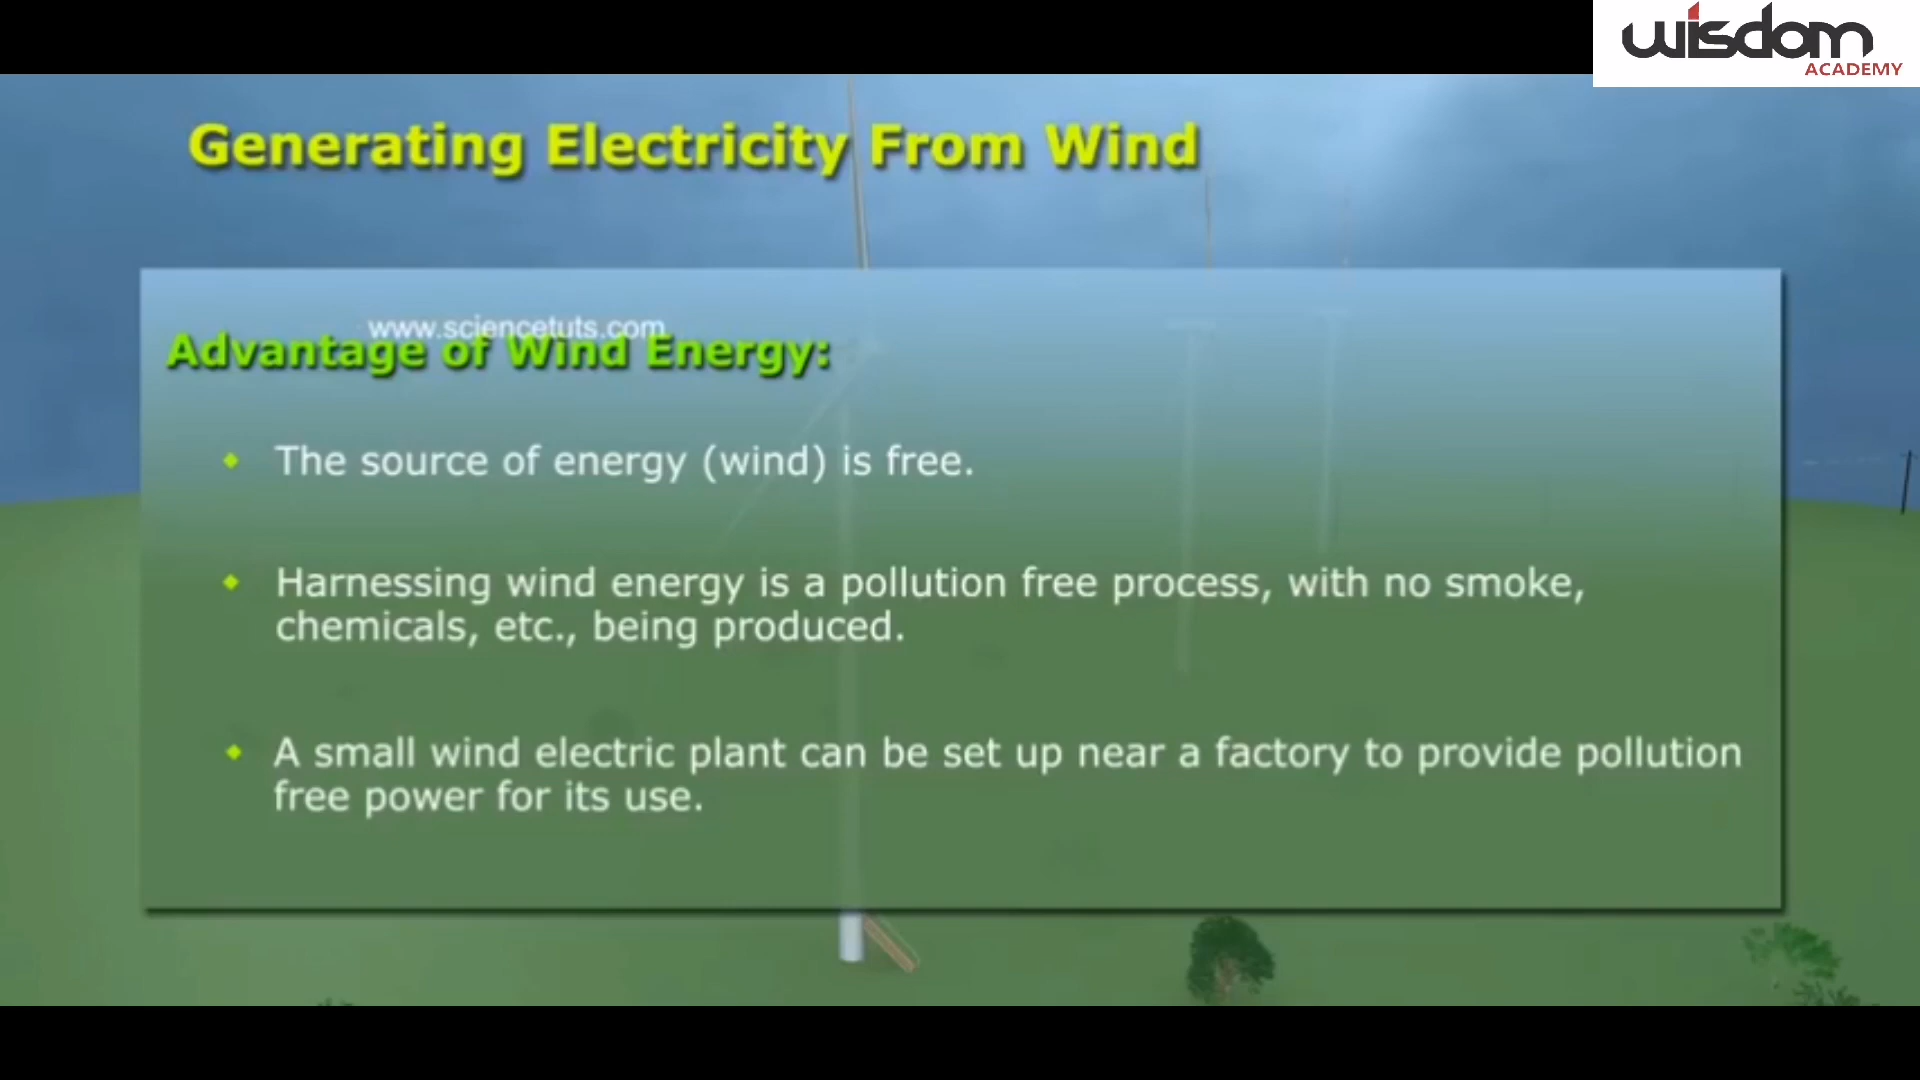 wisdom
ACADEMY
Generating Electricity From Wind
www.sciencetuts.com
Advantage of Wind Energy:
The source of energy (wind) is free.
Harnessing wind energy is a pollution free process, with no smoke,
chemicals, etc., being produced.
A small wind electric plant can be set up near a factory to provide pollution
free power for its use.